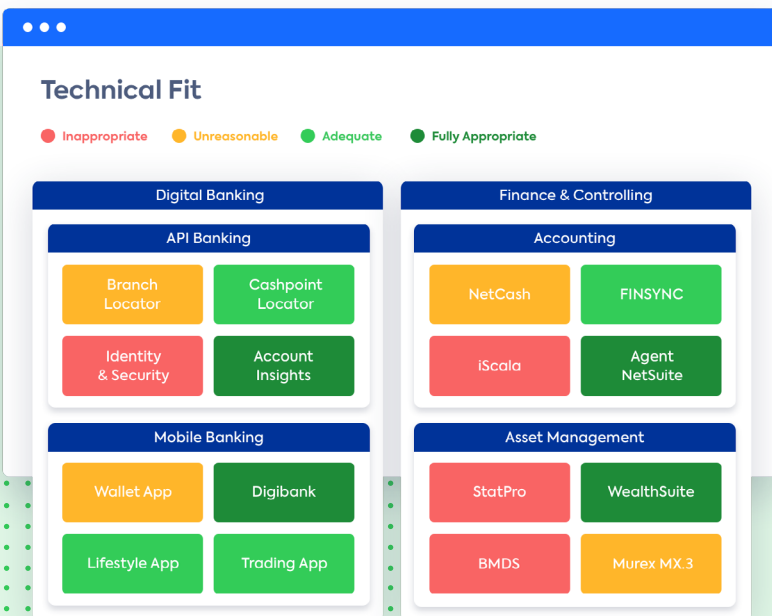 Technical Fit
Inappropriate
Unreasonable
Adequate
Fully Appropriate
Digital Banking
API Banking
Branch
Locator
Cashpoint
Locator
Identity
& Security
Account
Insights
Mobile Banking
Wallet App
Digibank
Lifestyle App
Trading App
Finance & Controlling
Accounting
NetCash
FINSYNC
iScala
Agent
NetSuite
Asset Management
StatPro
WealthSuite
BMDS
Murex MX.3